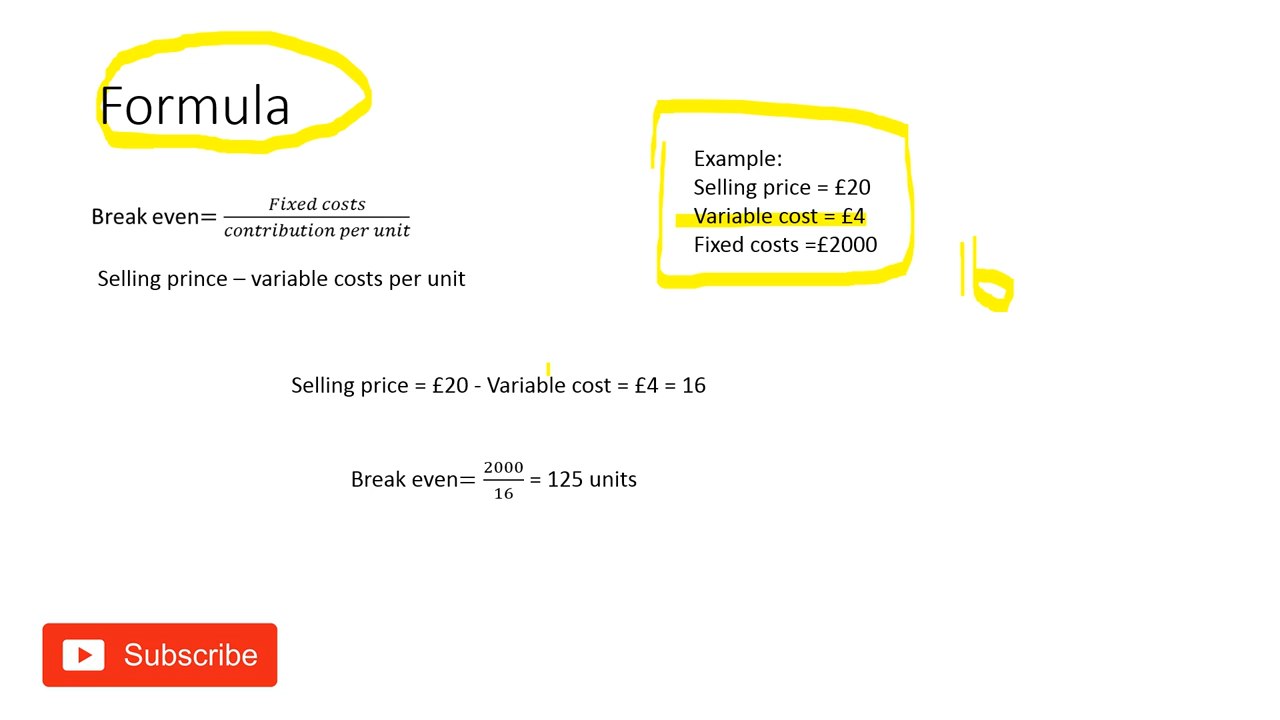 Formula
Break even= Fixed costs / contribution per unit
Selling prince – variable costs per unit
Example:
Selling price = £20
Variable cost = £4
Fixed costs =£2000
16
Selling price = £20 - Variable cost = £4 = 16
Break even= 2000 / 16 = 125 units
Subscribe